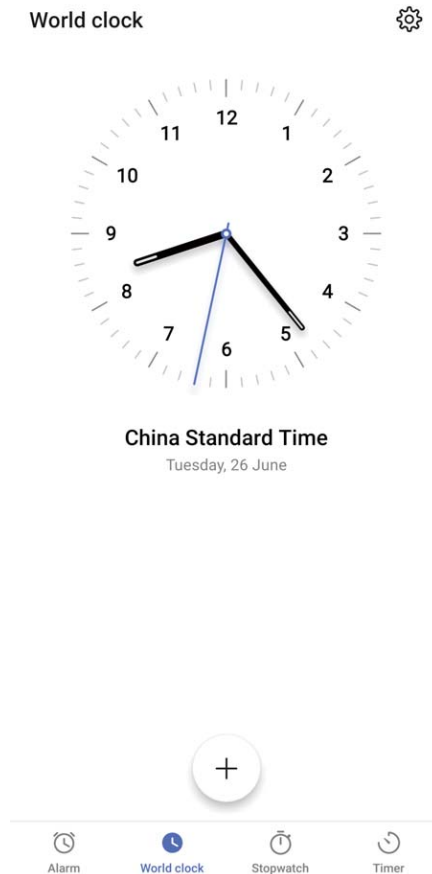 World clock
12
11
1
10
2
9
3
8
4
7
5
6
China Standard Time
Tuesday, 26 June
Alarm
World clock
Stopwatch
Timer